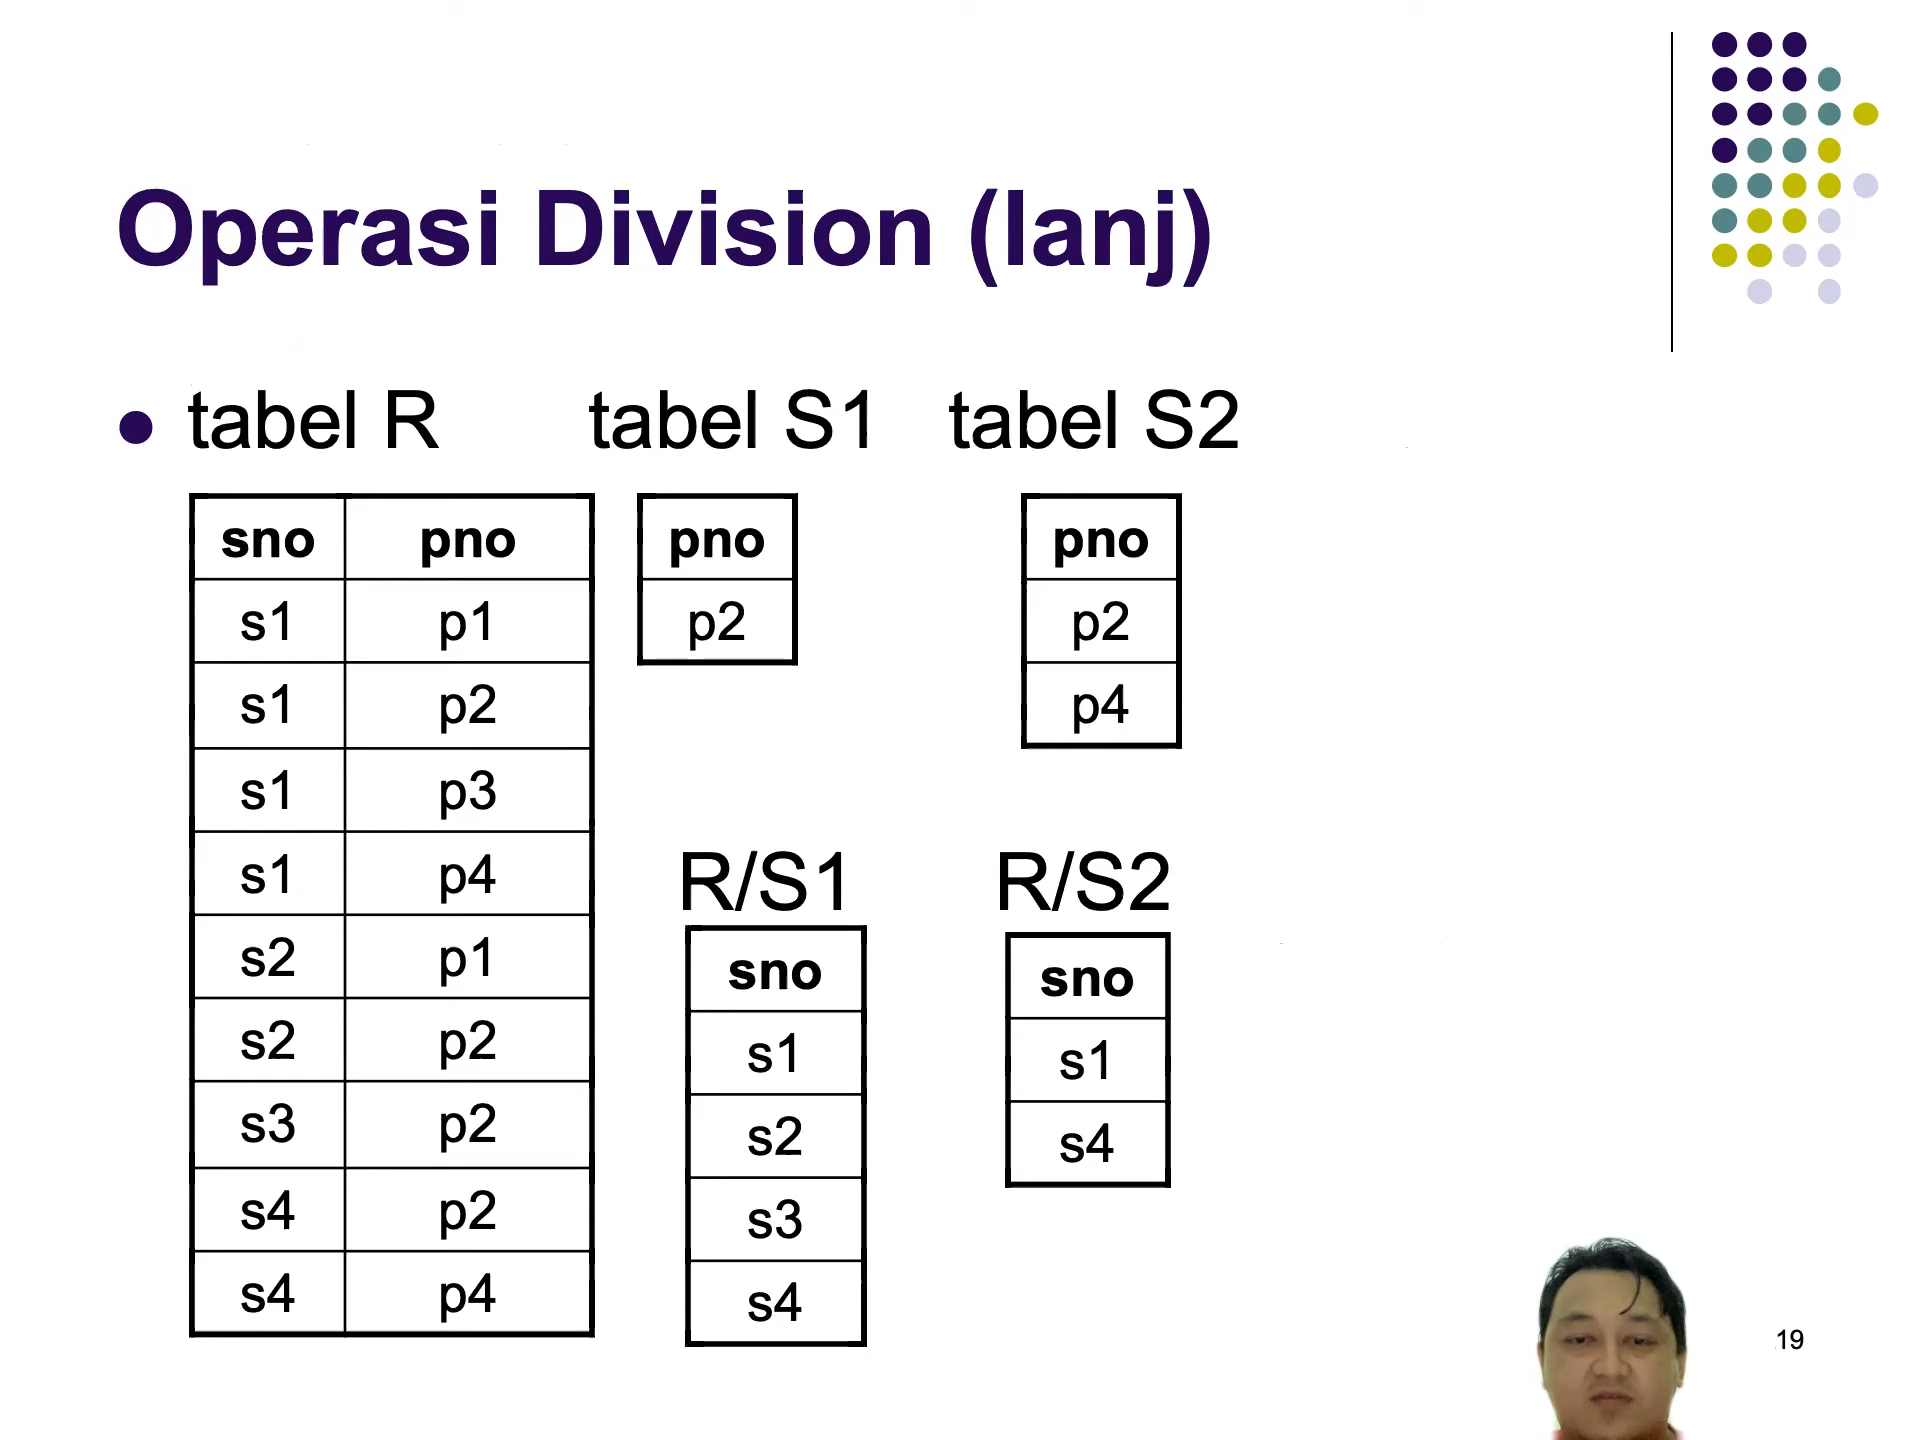 Operasi Division (lanj)
tabel R tabel S1 tabel S2
sno pno
s1 p1
s1 p2
s1 p3
s1 p4
s2 p1
s2 p2
s3 p2
s4 p2
s4 p4
pno
p2
pno
p2
p4
R/S1
sno
s1
s2
s3
s4
R/S2
sno
s1
s4
19